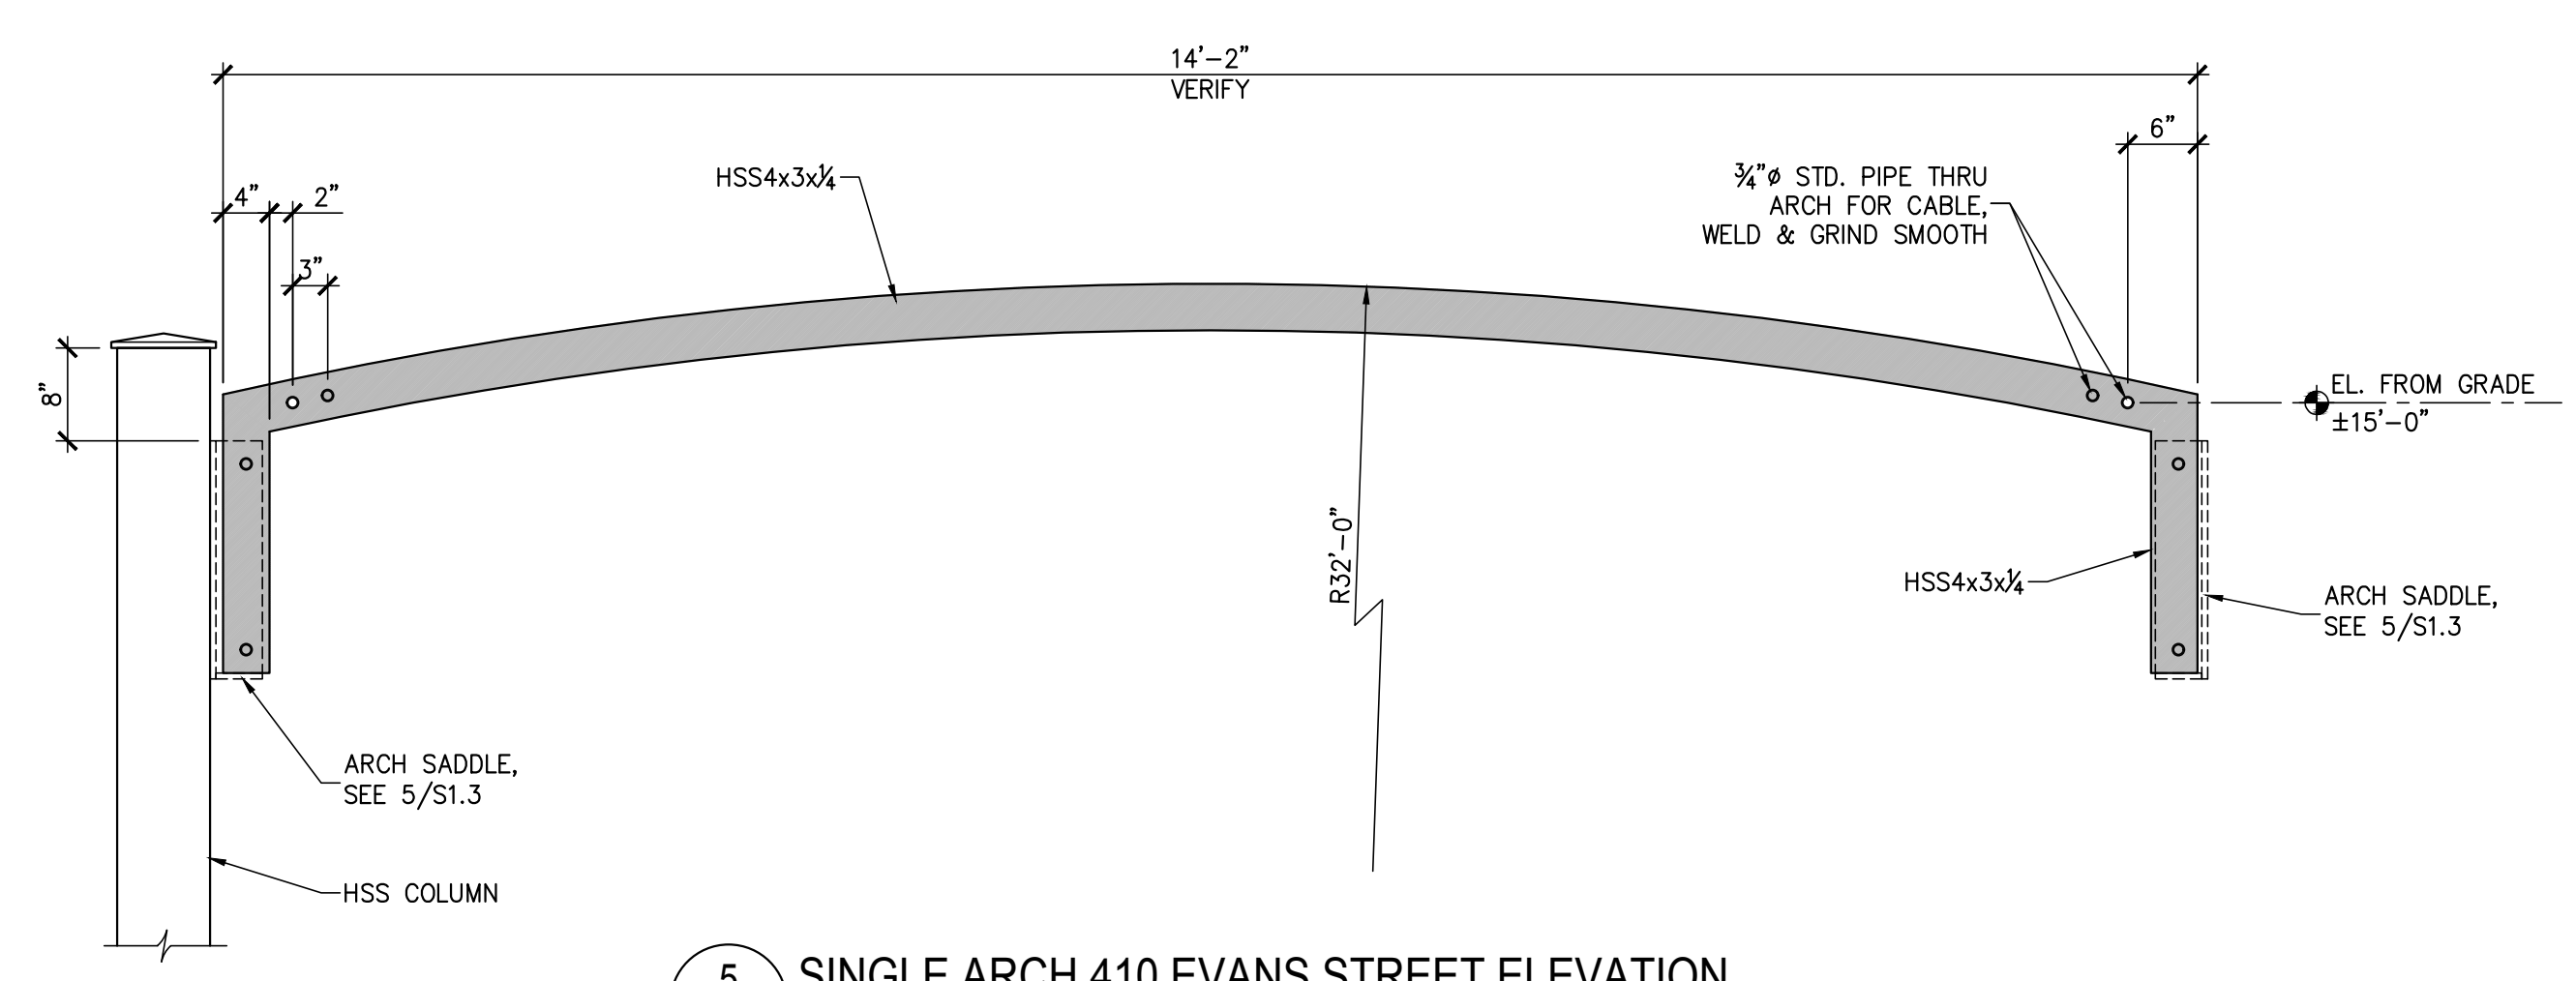 14'-2"
VERIFY
6"
HSS4x3x¼
¾"ø STD. PIPE THRU
ARCH FOR CABLE,
WELD & GRIND SMOOTH
4"
2"
3"
8"
EL. FROM GRADE
±15'-0"
R32'-0"
HSS4x3x¼
ARCH SADDLE,
SEE 5/S1.3
ARCH SADDLE,
SEE 5/S1.3
HSS COLUMN
5
SINGLE ARCH 410 EVANS STREET ELEVATION